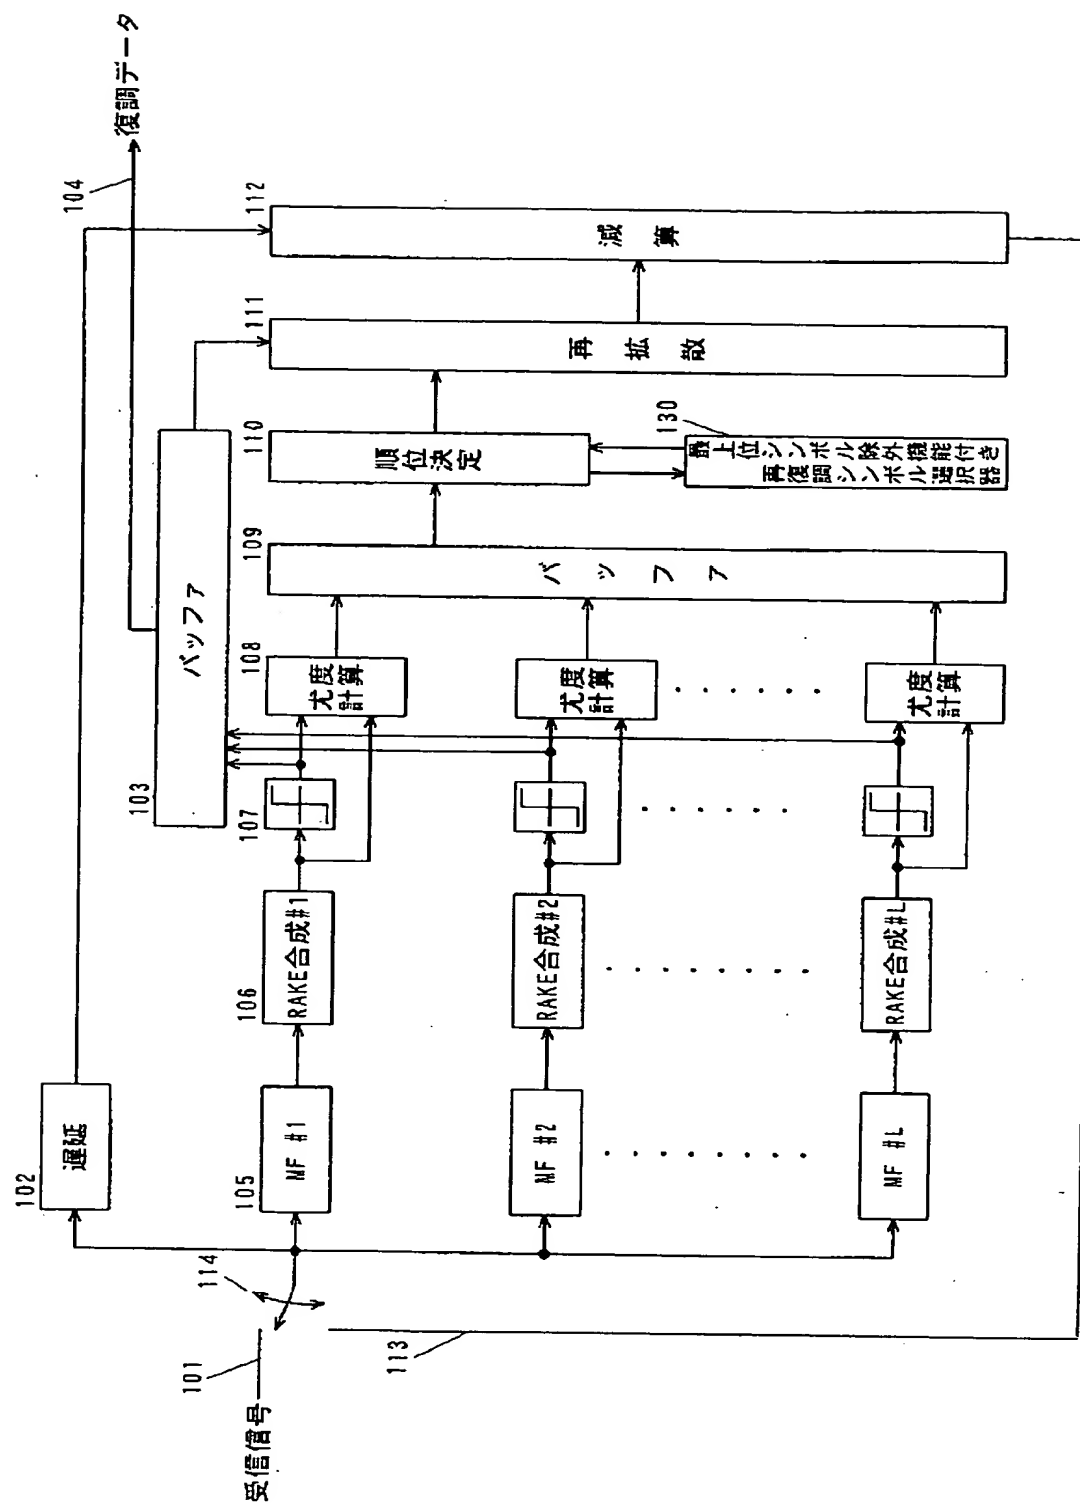 受信信号
101
114
113
102
遅延
105
MF #1
106
RAKE合成#1
107
103
バッファ
108
尤度
計算
109
バッファ
110
順位決定
130
最上位シンボル除外機能付き
再復調シンボル選択器
111
再拡散
112
減算
104
復調データ
MF #2
RAKE合成#2
尤度
計算
MF #L
RAKE合成#L
尤度
計算